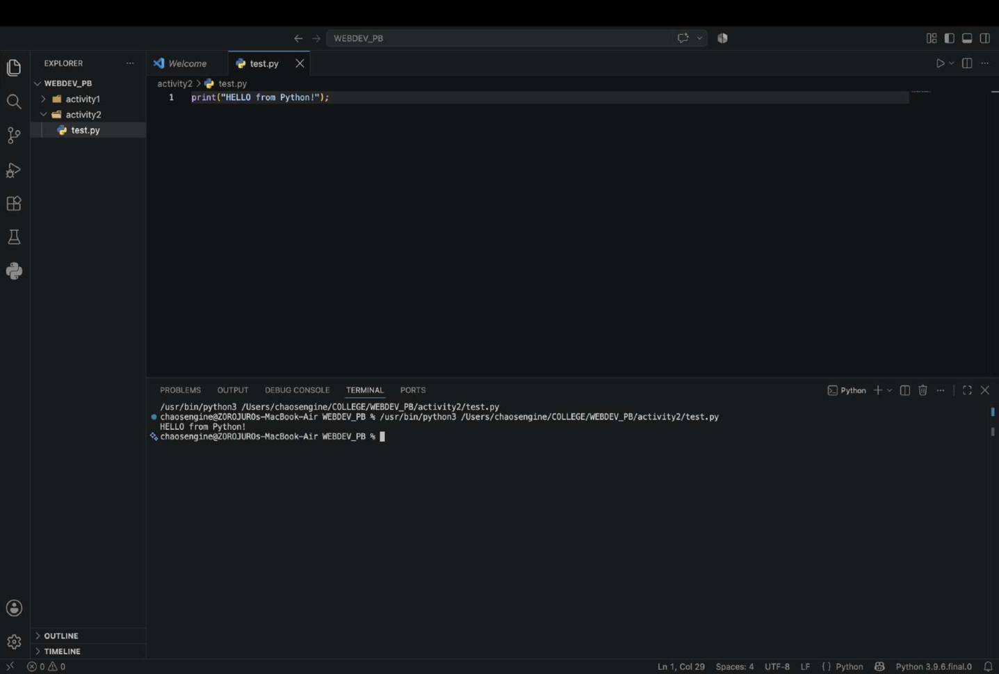 WEBDEV_PB
EXPLORER
WEBDEV_PB
activity1
activity2
test.py
Welcome
test.py
activity2 > test.py
1 print("HELLO from Python!");
PROBLEMS OUTPUT DEBUG CONSOLE TERMINAL PORTS
Python
/usr/bin/python3 /Users/chaosengine/COLLEGE/WEBDEV_PB/activity2/test.py
chaosengine@ZOROJUROs-MacBook-Air WEBDEV_PB % /usr/bin/python3 /Users/chaosengine/COLLEGE/WEBDEV_PB/activity2/test.py
HELLO from Python!
chaosengine@ZOROJUROs-MacBook-Air WEBDEV_PB %
OUTLINE
TIMELINE
0 0
Ln 1, Col 29 Spaces: 4 UTF-8 LF { } Python Python 3.9.6.final.0